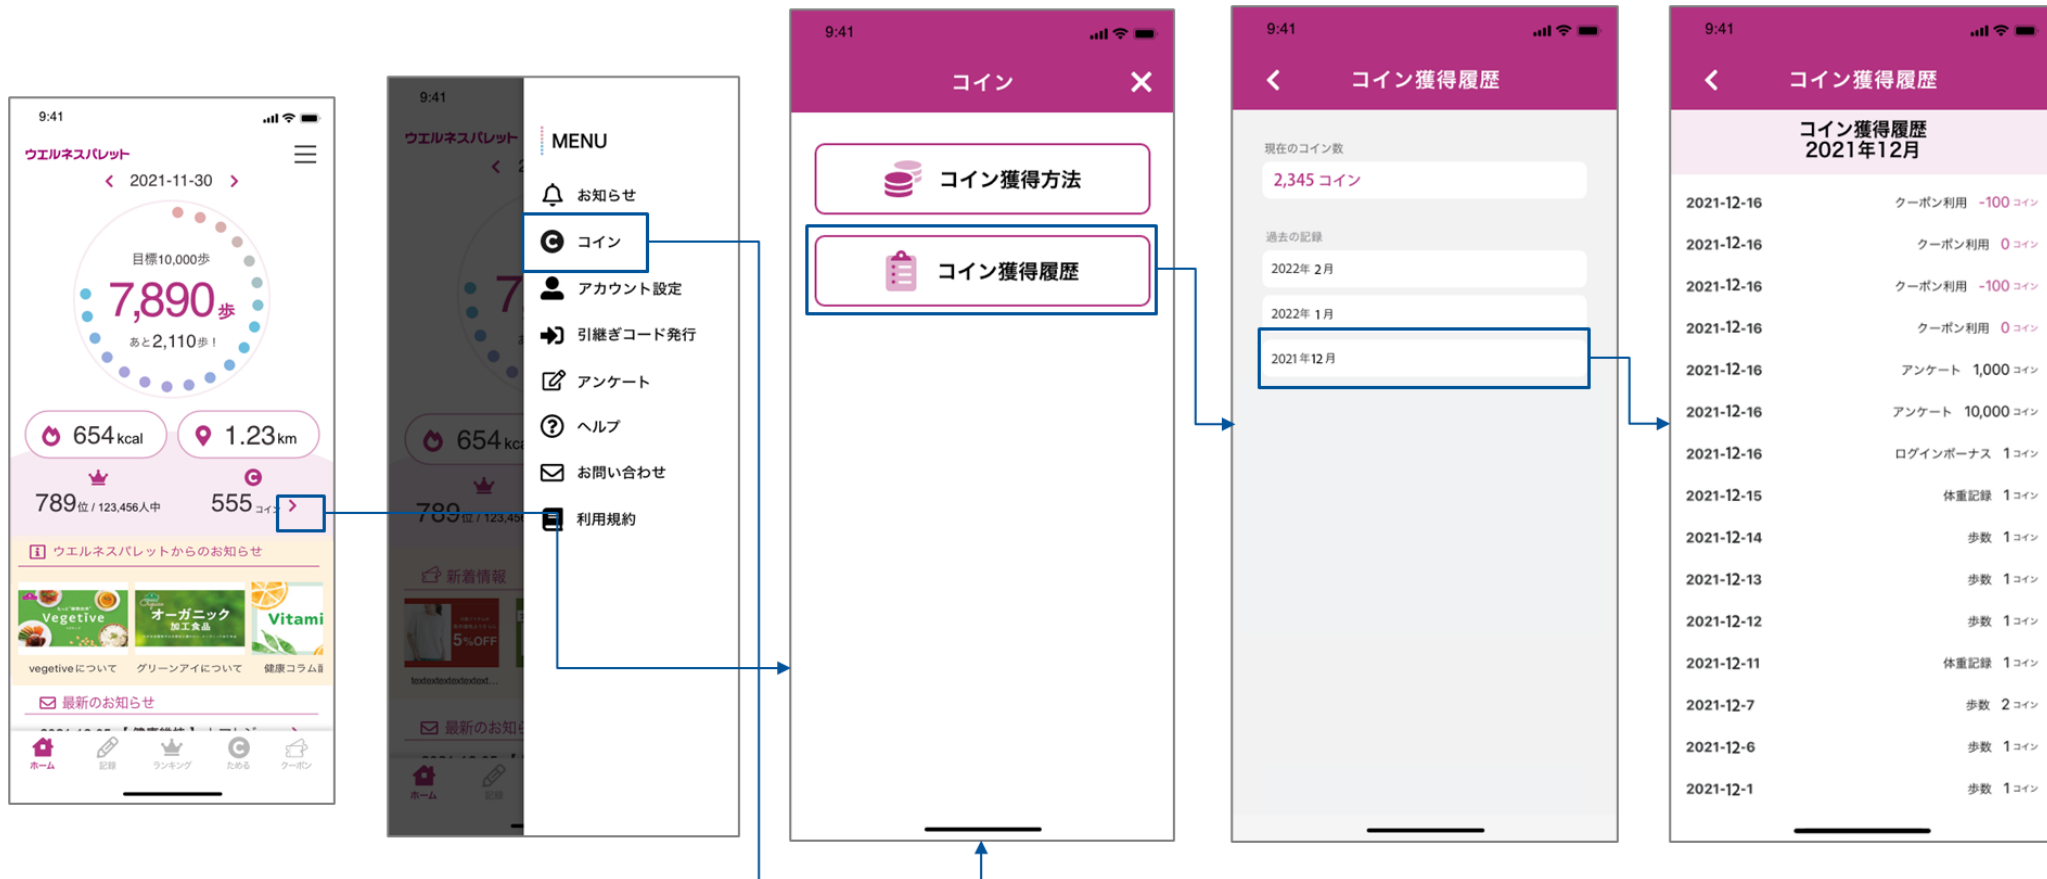 9:41
ウエルネスパレット
2021-11-30
目標10,000歩
7,890歩
あと2,110歩！
654kcal
1.23km
789位 / 123,456人中
555コイン
ウエルネスパレットからのお知らせ
Vegetive
オーガニック
加工食品
Vitami
vegetiveについて
グリーンアイについて
健康コラム
最新のお知らせ
ホーム
記録
ランキング
ためる
クーポン
9:41
ウエルネスパレット
654kc
789位 / 123,456
新着情報
5%OFF
textextextextextext...
最新のお知ら
ホーム
記録
MENU
お知らせ
コイン
アカウント設定
引継ぎコード発行
アンケート
ヘルプ
お問い合わせ
利用規約
9:41
コイン
コイン獲得方法
コイン獲得履歴
9:41
コイン獲得履歴
現在のコイン数
2,345 コイン
過去の記録
2022年 2月
2022年 1月
2021年12月
9:41
コイン獲得履歴
コイン獲得履歴
2021年12月
2021-12-16 クーポン利用 -100コイン
2021-12-16 クーポン利用 0コイン
2021-12-16 クーポン利用 -100コイン
2021-12-16 クーポン利用 0コイン
2021-12-16 アンケート 1,000コイン
2021-12-16 アンケート 10,000コイン
2021-12-16 ログインボーナス 1コイン
2021-12-15 体重記録 1コイン
2021-12-14 歩数 1コイン
2021-12-13 歩数 1コイン
2021-12-12 歩数 1コイン
2021-12-11 体重記録 1コイン
2021-12-7 歩数 2コイン
2021-12-6 歩数 1コイン
2021-12-1 歩数 1コイン